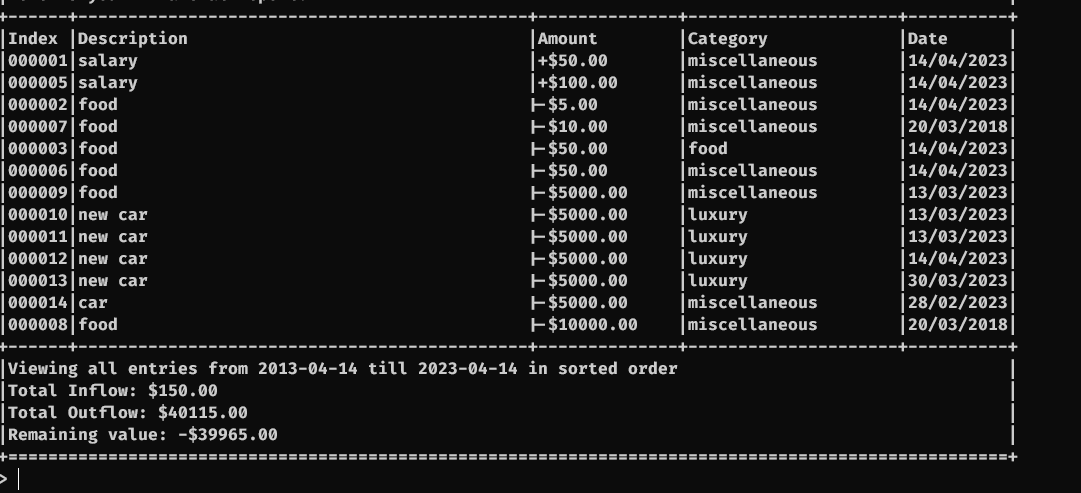 +------+---------------------------------------------+--------------+---------------------+----------+
|Index |Description                                  |Amount        |Category             |Date      |
|000001|salary                                       |+$50.00       |miscellaneous        |14/04/2023|
|000005|salary                                       |+$100.00      |miscellaneous        |14/04/2023|
|000002|food                                         |-$5.00        |miscellaneous        |14/04/2023|
|000007|food                                         |-$10.00       |miscellaneous        |20/03/2018|
|000003|food                                         |-$50.00       |food                 |14/04/2023|
|000006|food                                         |-$50.00       |miscellaneous        |14/04/2023|
|000009|food                                         |-$5000.00     |miscellaneous        |13/03/2023|
|000010|new car                                      |-$5000.00     |luxury               |13/03/2023|
|000011|new car                                      |-$5000.00     |luxury               |13/03/2023|
|000012|new car                                      |-$5000.00     |luxury               |14/04/2023|
|000013|new car                                      |-$5000.00     |luxury               |30/03/2023|
|000014|car                                          |-$5000.00     |miscellaneous        |28/02/2023|
|000008|food                                         |-$10000.00    |miscellaneous        |20/03/2018|
+------+---------------------------------------------+--------------+---------------------+----------+
|Viewing all entries from 2013-04-14 till 2023-04-14 in sorted order                                 |
|Total Inflow: $150.00                                                                               |
|Total Outflow: $40115.00                                                                            |
|Remaining value: -$39965.00                                                                         |
+====================================================================================================+
>